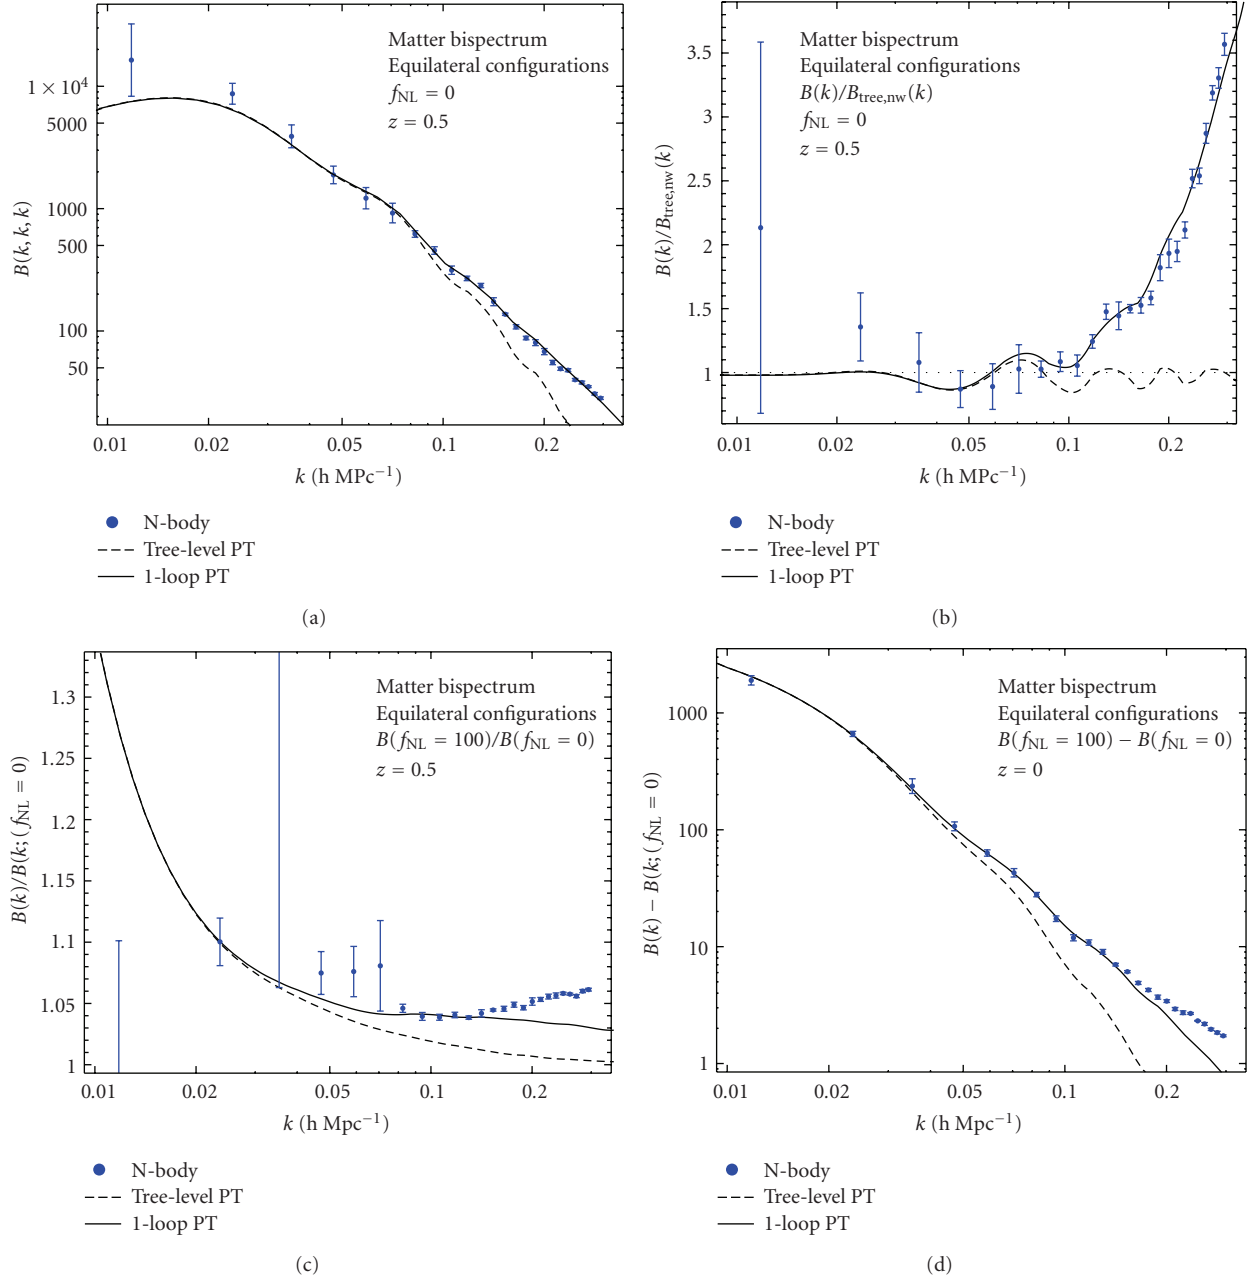 Matter bispectrum
Equilateral configurations
f_NL = 0
z = 0.5
B(k, k, k)
1 × 10⁴
5000
1000
500
100
50
0.01 0.02 0.05 0.1 0.2
k (h MPc⁻¹)
N-body
Tree-level PT
1-loop PT
(a)
Matter bispectrum
Equilateral configurations
B(k)/B_tree,nw(k)
f_NL = 0
z = 0.5
B(k)/B_tree,nw(k)
3.5
3
2.5
2
1.5
1
0.01 0.02 0.05 0.1 0.2
k (h MPc⁻¹)
N-body
Tree-level PT
1-loop PT
(b)
Matter bispectrum
Equilateral configurations
B(f_NL = 100)/B(f_NL = 0)
z = 0.5
B(k)/B(k; (f_NL = 0)
1.3
1.25
1.2
1.15
1.1
1.05
1
0.01 0.02 0.05 0.1 0.2
k (h Mpc⁻¹)
N-body
Tree-level PT
1-loop PT
(c)
Matter bispectrum
Equilateral configurations
B(f_NL = 100) − B(f_NL = 0)
z = 0
B(k) − B(k; (f_NL = 0)
1000
100
10
1
0.01 0.02 0.05 0.1 0.2
k (h Mpc⁻¹)
N-body
Tree-level PT
1-loop PT
(d)